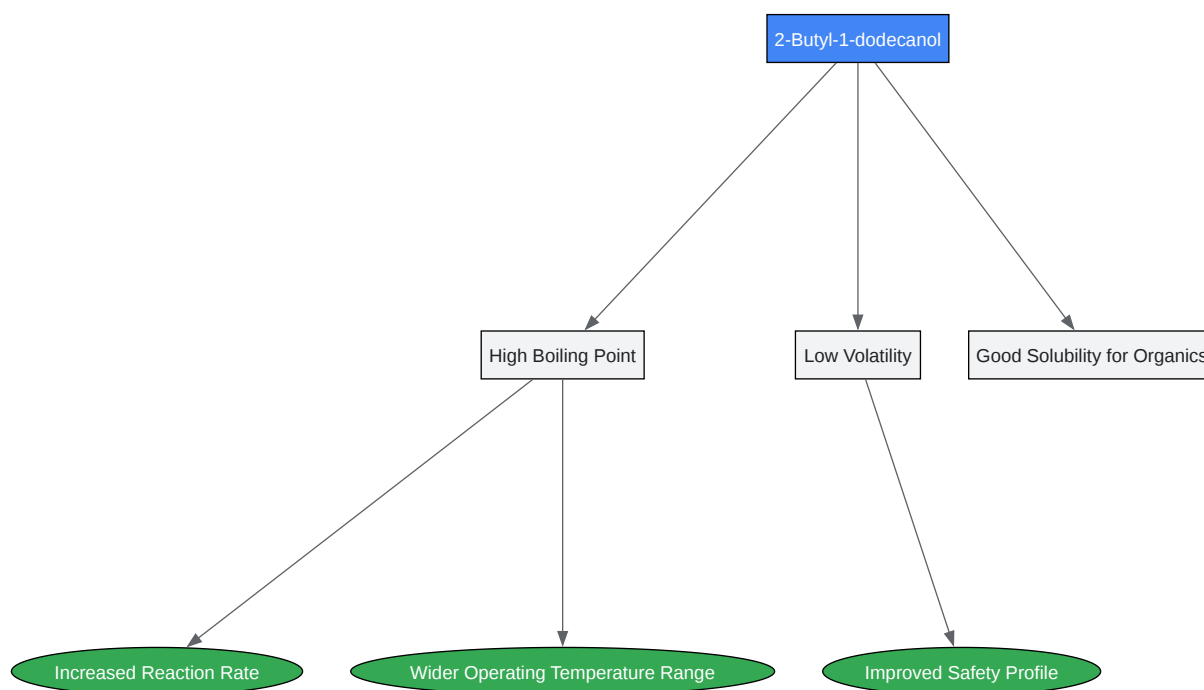 2-Butyl-1-dodecanol
High Boiling Point
Low Volatility
Good Solubility for Organics
Increased Reaction Rate
Wider Operating Temperature Range
Improved Safety Profile